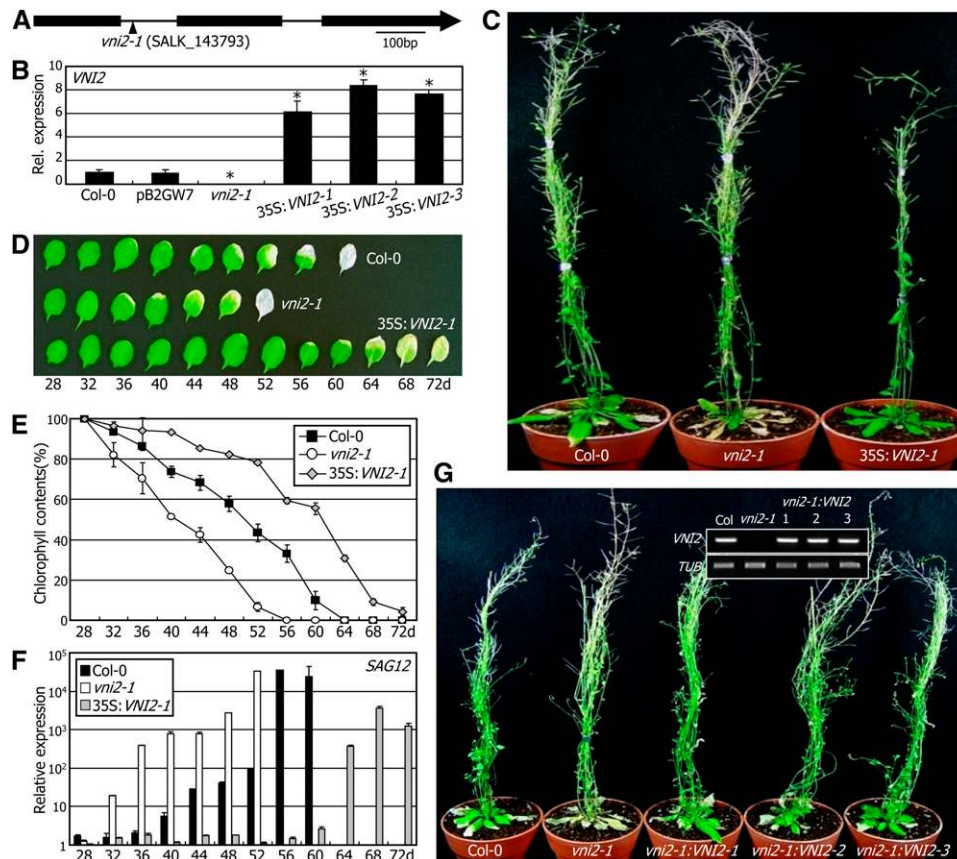 A
vni2-1 (SALK_143793)
100bp
B
VNI2
Rel. expression
10
8
6
4
2
0
*
*
*
*
Col-0 pB2GW7 vni2-1 35S:VNI2-1 35S:VNI2-2 35S:VNI2-3
C
Col-0 vni2-1 35S:VNI2-1
D
Col-0
vni2-1
35S:VNI2-1
28 32 36 40 44 48 52 56 60 64 68 72d
E
Chlorophyll contents(%)
100
80
60
40
20
0
Col-0
vni2-1
35S:VNI2-1
28 32 36 40 44 48 52 56 60 64 68 72d
F
SAG12
Relative expression
10⁵
10⁴
10³
10²
10
1
Col-0
vni2-1
35S:VNI2-1
28 32 36 40 44 48 52 56 60 64 68 72d
G
vni2-1:VNI2
Col vni2-1 1 2 3
VNI2
TUB
Col-0 vni2-1 vni2-1:VNI2-1 vni2-1:VNI2-2 vni2-1:VNI2-3